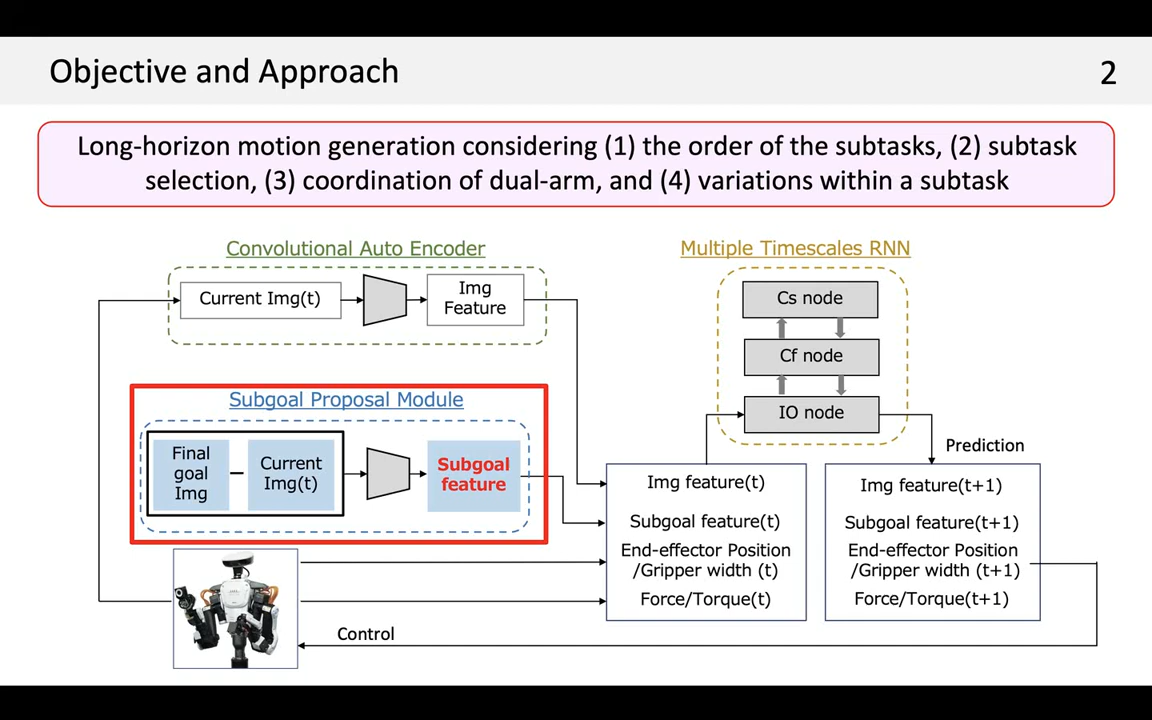 Objective and Approach
2
Long-horizon motion generation considering (1) the order of the subtasks, (2) subtask
selection, (3) coordination of dual-arm, and (4) variations within a subtask
Convolutional Auto Encoder
Current Img(t)
Img
Feature
Multiple Timescales RNN
Cs node
Cf node
IO node
Subgoal Proposal Module
Final
goal
Img
−
Current
Img(t)
Subgoal
feature
Prediction
Img feature(t)
Subgoal feature(t)
End-effector Position
/Gripper width (t)
Force/Torque(t)
Img feature(t+1)
Subgoal feature(t+1)
End-effector Position
/Gripper width (t+1)
Force/Torque(t+1)
Control